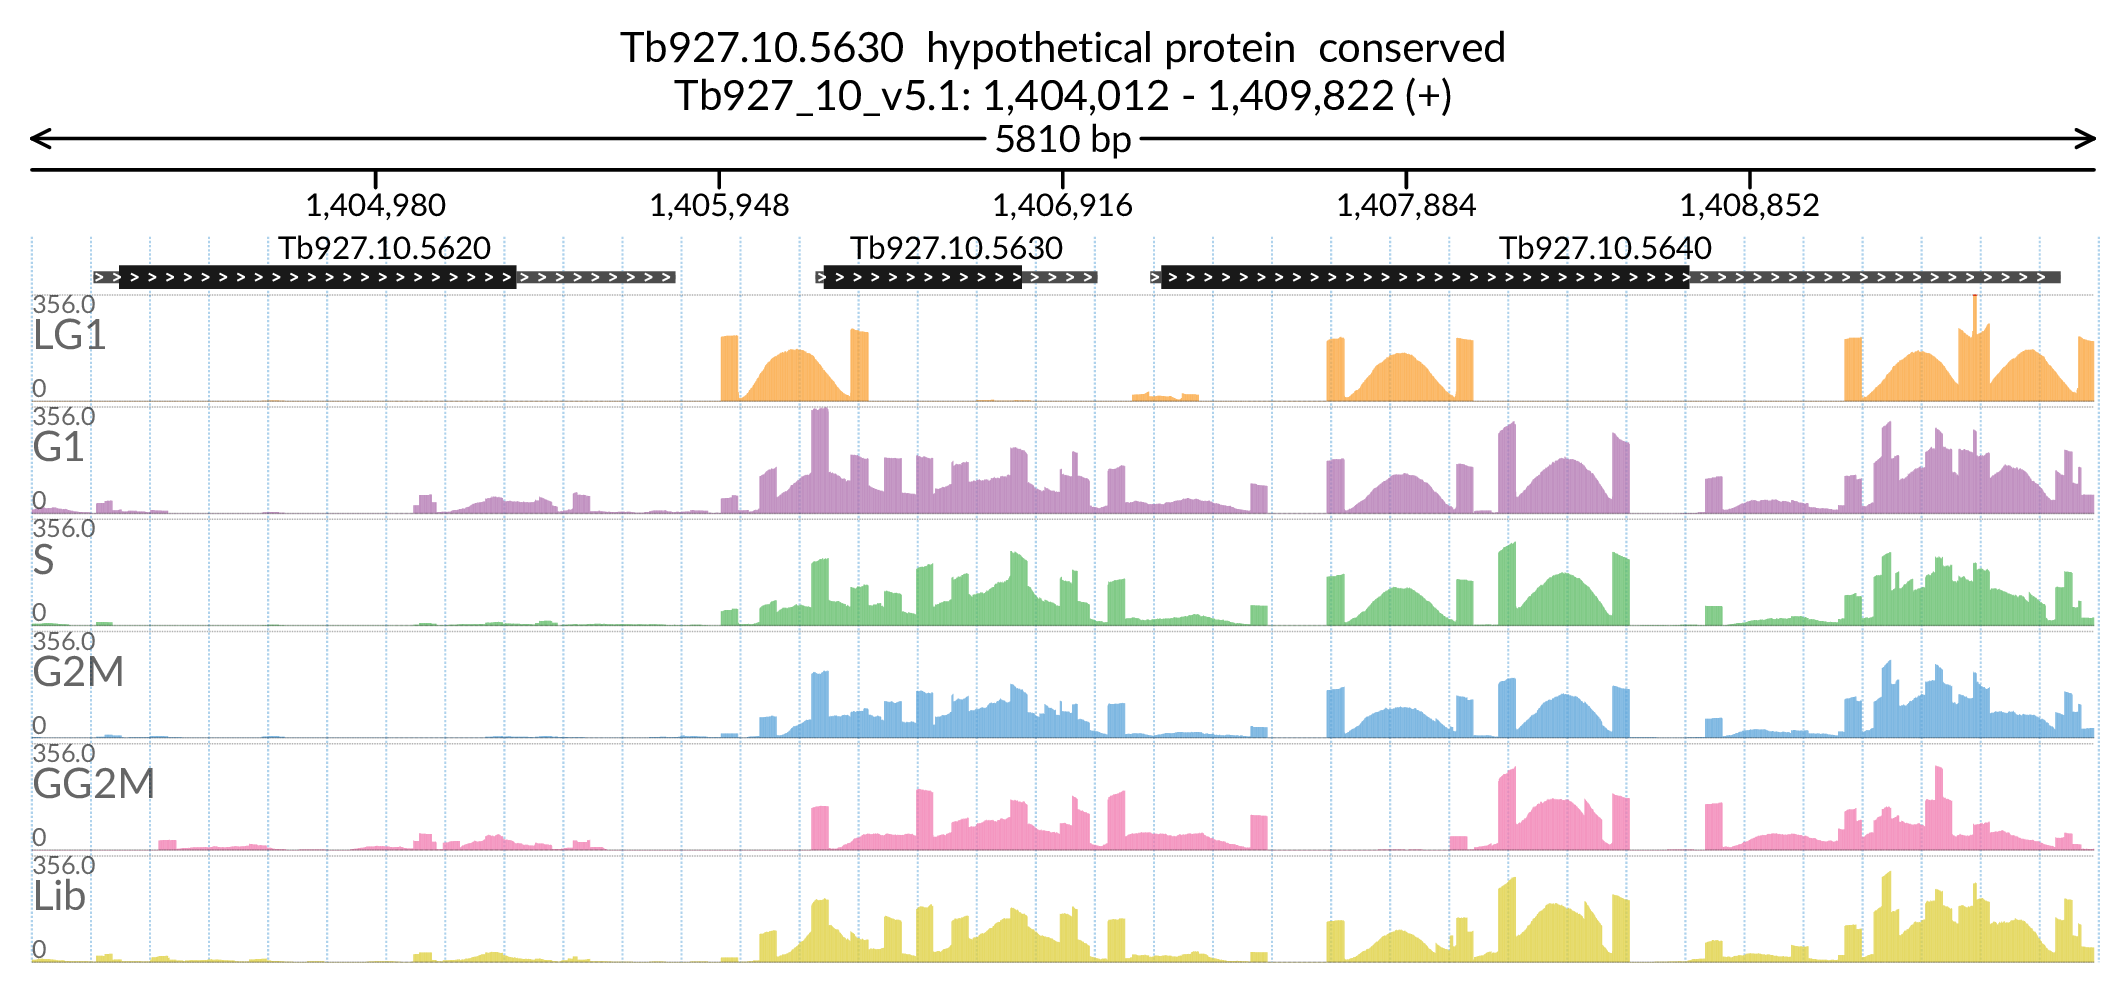 Tb927.10.5630 hypothetical protein conserved
Tb927_10_v5.1: 1,404,012 - 1,409,822 (+)
5810 bp
1,404,980 1,405,948 1,406,916 1,407,884 1,408,852
Tb927.10.5620 Tb927.10.5630 Tb927.10.5640
356.0
LG1
0
356.0
G1
0
356.0
S
0
356.0
G2M
0
356.0
GG2M
0
356.0
Lib
0